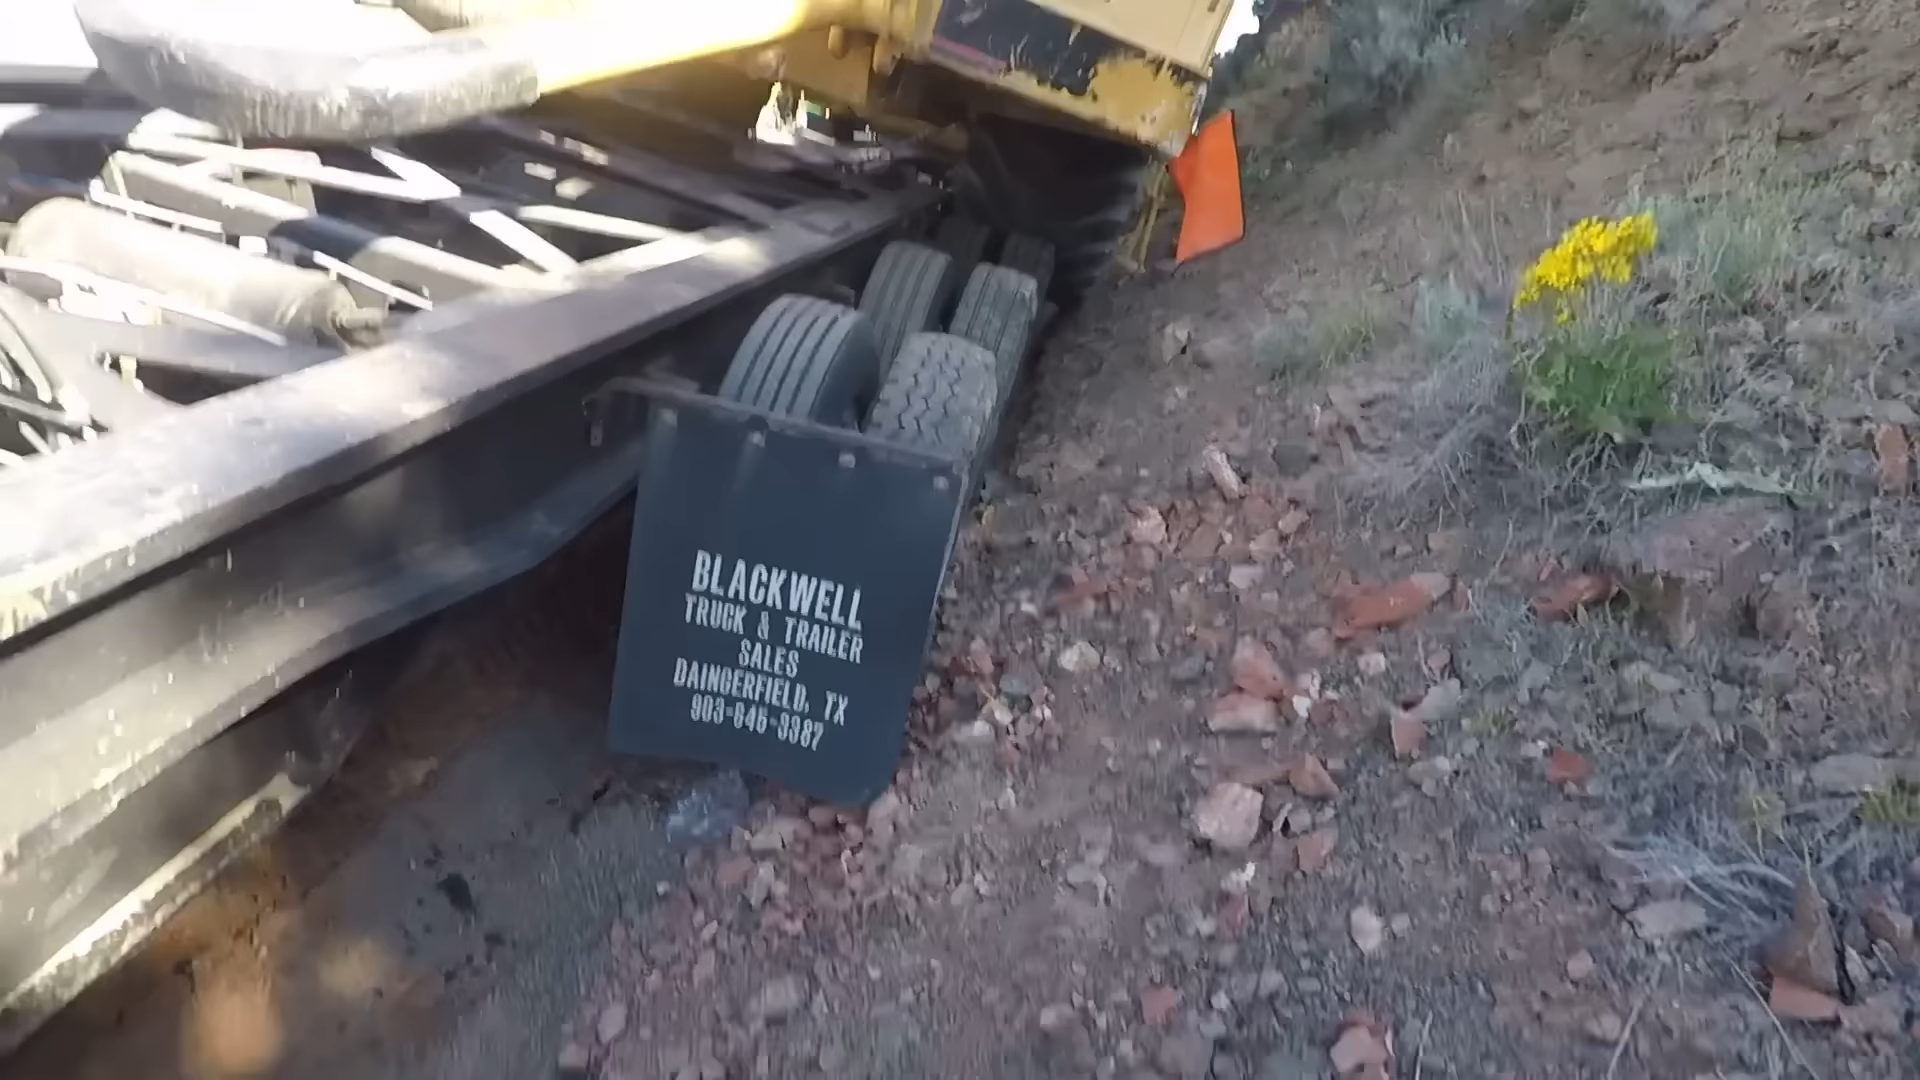 BLACKWELL
TRUCK & TRAILER
SALES
DAINGERFIELD, TX
903-645-3387